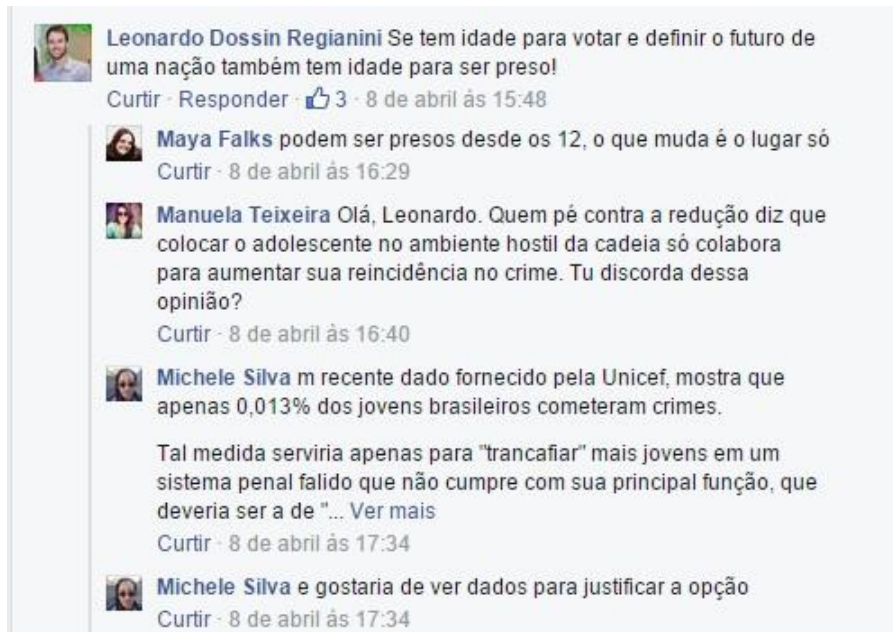 Leonardo Dossin Regianini Se tem idade para votar e definir o futuro de
uma nação também tem idade para ser preso!
Curtir · Responder · 3 · 8 de abril às 15:48
Maya Falks podem ser presos desde os 12, o que muda é o lugar só
Curtir · 8 de abril às 16:29
Manuela Teixeira Olá, Leonardo. Quem pé contra a redução diz que
colocar o adolescente no ambiente hostil da cadeia só colabora
para aumentar sua reincidência no crime. Tu discorda dessa
opinião?
Curtir · 8 de abril às 16:40
Michele Silva m recente dado fornecido pela Unicef, mostra que
apenas 0,013% dos jovens brasileiros cometeram crimes.
Tal medida serviria apenas para "trancafiar" mais jovens em um
sistema penal falido que não cumpre com sua principal função, que
deveria ser a de "... Ver mais
Curtir · 8 de abril às 17:34
Michele Silva e gostaria de ver dados para justificar a opção
Curtir · 8 de abril às 17:34